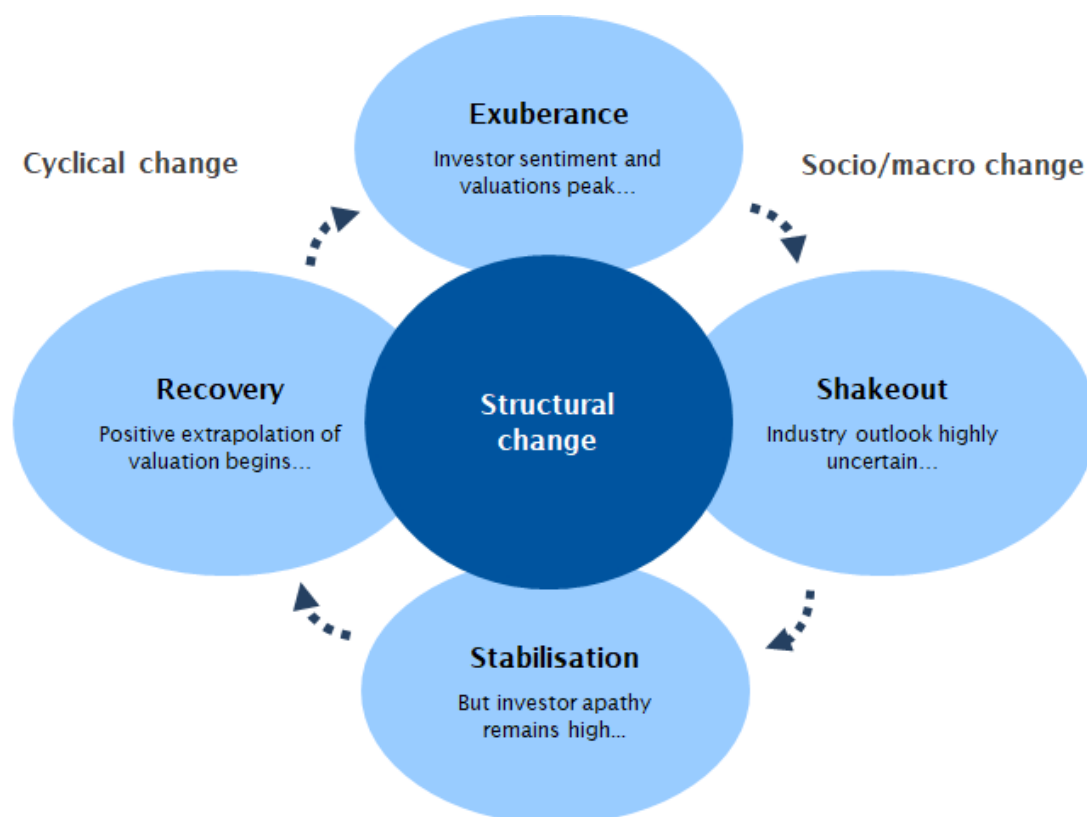 Exuberance
Investor sentiment and
valuations peak…
Cyclical change
Socio/macro change
Recovery
Positive extrapolation of
valuation begins…
Structural
change
Shakeout
Industry outlook highly
uncertain…
Stabilisation
But investor apathy
remains high...